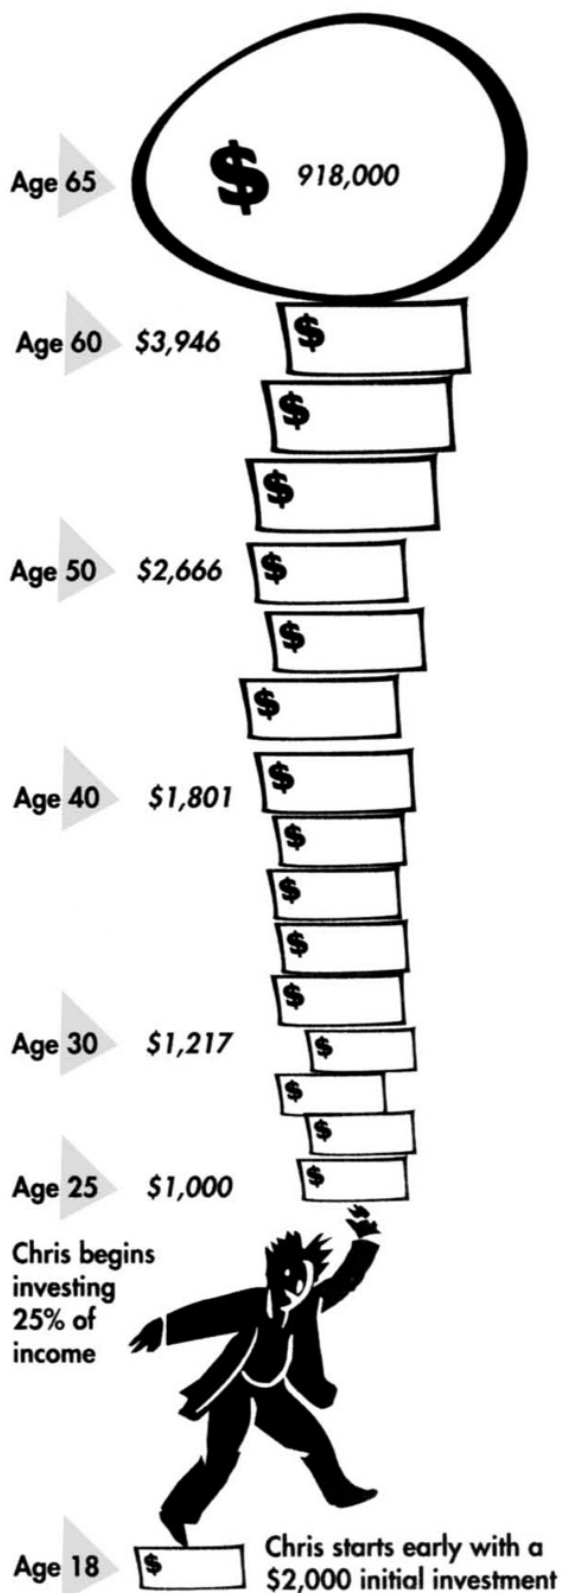 Age 65 $ 918,000
Age 60 $3,946 $
$
$
Age 50 $2,666 $
$
$
Age 40 $1,801 $
$
$
$
$
Age 30 $1,217 $
$
$
Age 25 $1,000 $
Chris begins
investing
25% of
income
Age 18 $ Chris starts early with a
$2,000 initial investment